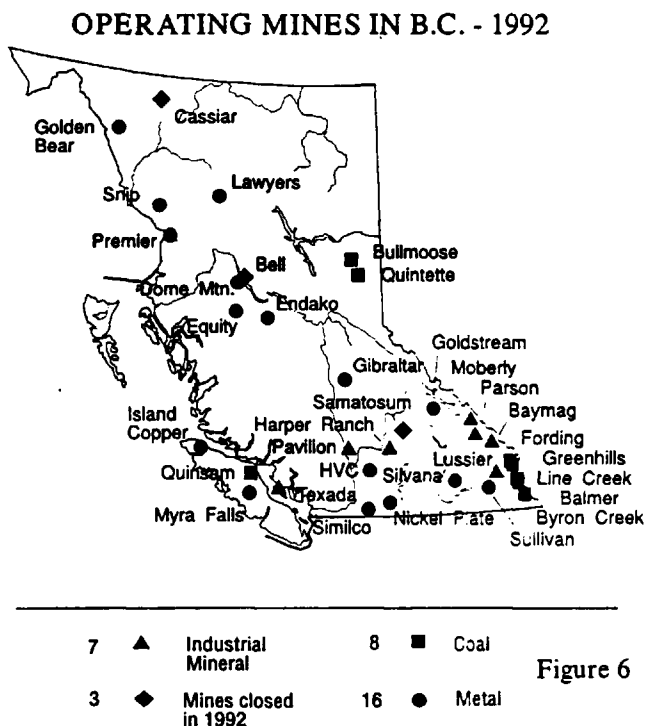 OPERATING MINES IN B.C. - 1992
Cassiar
Golden
Bear
Lawyers
Snip
Premier
Bullmoose
Bell
Quintette
Dome Mtn.
Endako
Equity
Goldstream
Gibraltar
Moberly
Samatosum
Parson
Baymag
Island
Copper
Harper Ranch
Fording
Pavilion
Greenhills
Lussier
HVC
Silvana
Line Creek
Quinsam
Texada
Balmer
Myra Falls
Nickel Plate
Byron Creek
Similco
Sullivan
7 Industrial
Mineral
8 Coal
Figure 6
3 Mines closed
in 1992
16 Metal